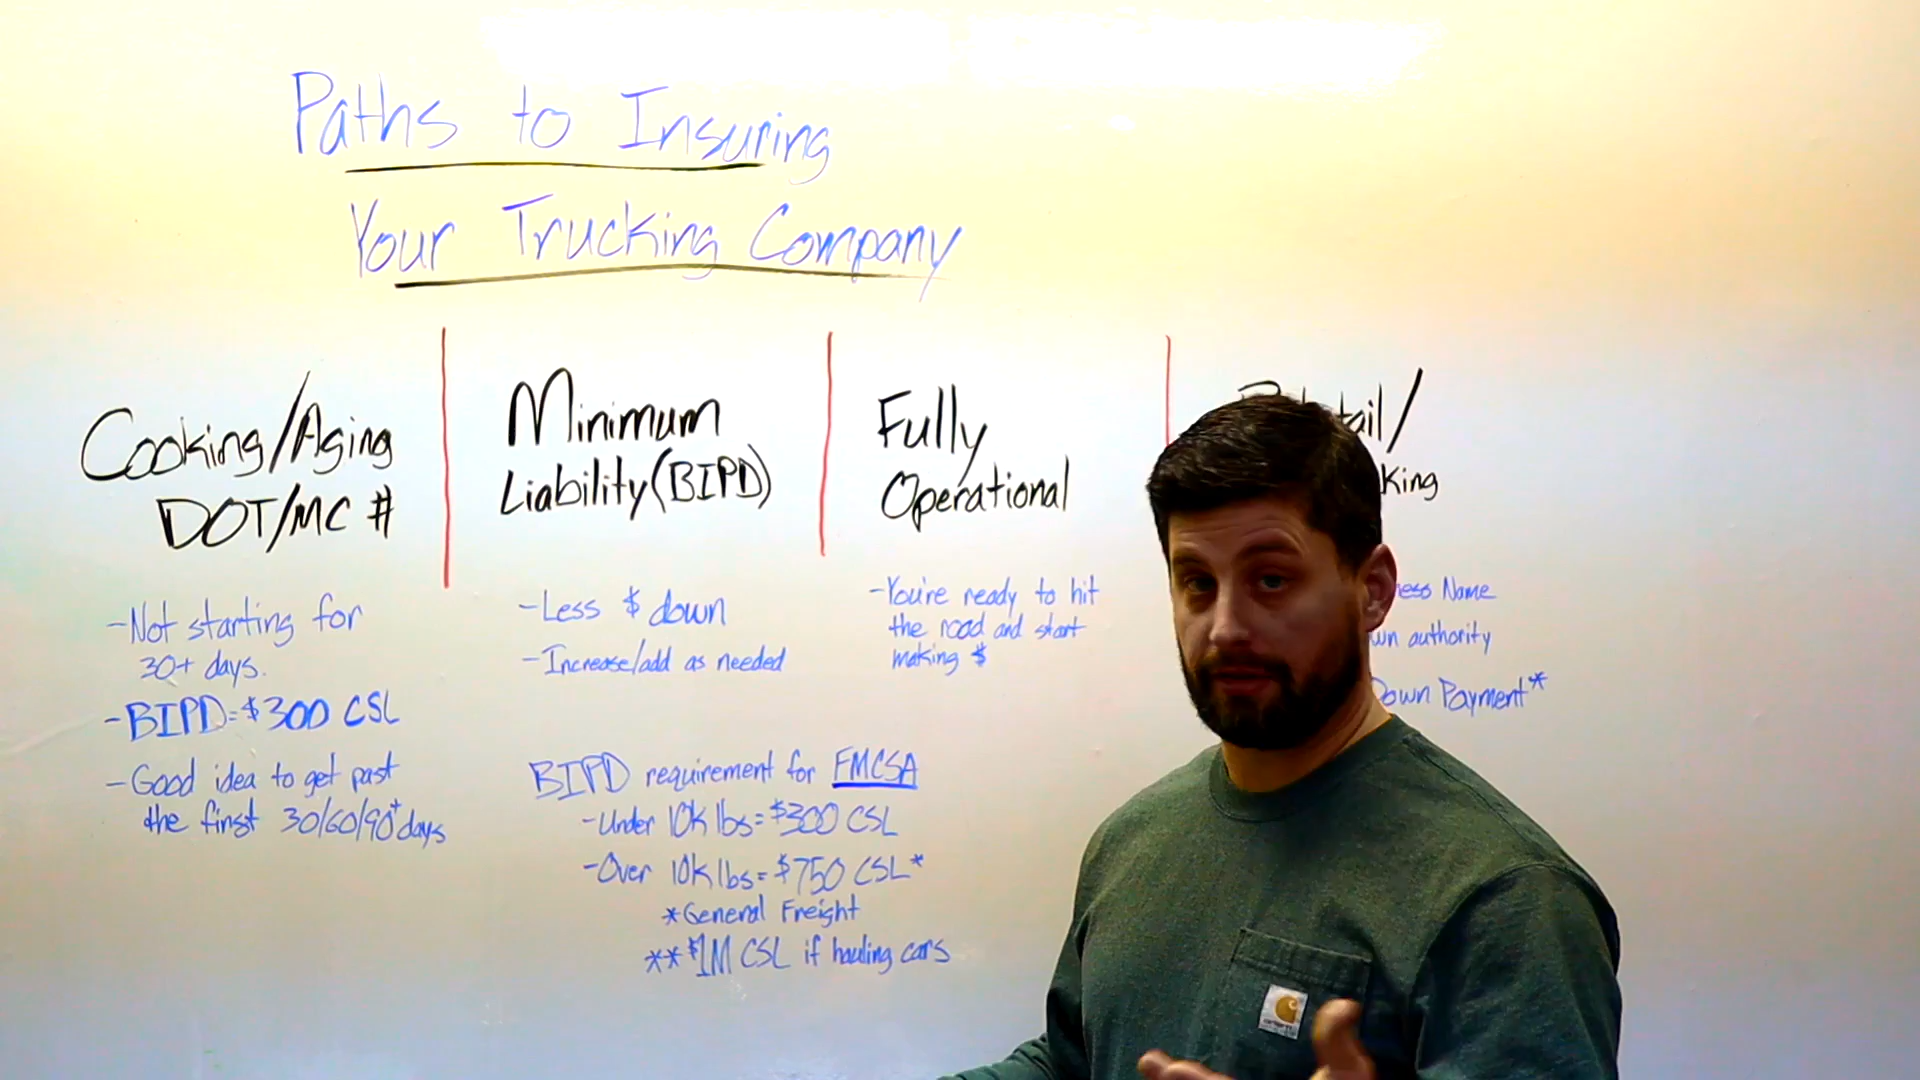 Paths to Insuring
Your Trucking Company
Cooking/Aging
DOT/MC #
-Not starting for
30+ days.
-BIPD=$300 CSL
-Good idea to get past
the first 30/60/90+ days
Minimum
Liability(BIPD)
-Less $ down
-Increase/add as needed
BIPD requirement for FMCSA
-Under 10K lbs=$300 CSL
-Over 10K lbs=$750 CSL*
*General Freight
**$1M CSL if hauling cars
Fully
Operational
-You're ready to hit
the road and start
making $
tail/
king
ness Name
wn authority
Down Payment*
carhartt